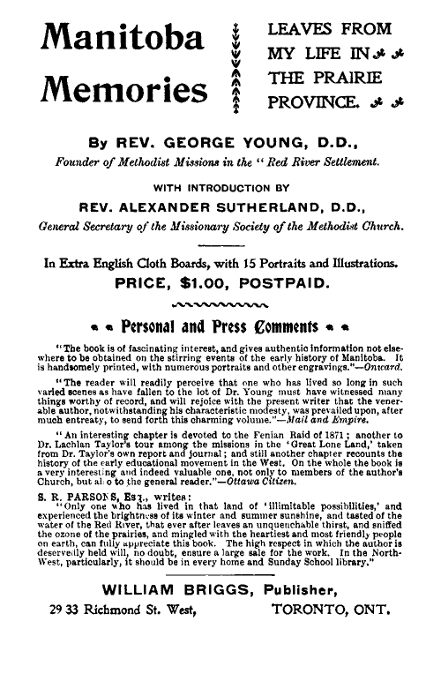 Manitoba
Memories
LEAVES FROM
MY LIFE IN
THE PRAIRIE
PROVINCE.
By REV. GEORGE YOUNG, D.D.,
Founder of Methodist Missions in the "Red River Settlement.
WITH INTRODUCTION BY
REV. ALEXANDER SUTHERLAND, D.D.,
General Secretary of the Missionary Society of the Methodist Church.
In Extra English Cloth Boards, with 15 Portraits and Illustrations.
PRICE, $1.00, POSTPAID.
Personal and Press Comments
"The book is of fascinating interest, and gives authentic information not else-
where to be obtained on the stirring events of the early history of Manitoba. It
is handsomely printed, with numerous portraits and other engravings."—Onward.
"The reader will readily perceive that one who has lived so long in such
varied scenes as have fallen to the lot of Dr. Young must have witnessed many
things worthy of record, and will rejoice with the present writer that the vener-
able author, notwithstanding his characteristic modesty, was prevailed upon, after
much entreaty, to send forth this charming volume."—Mail and Empire.
"An interesting chapter is devoted to the Fenian Raid of 1871; another to
Dr. Lachlan Taylor's tour among the missions in the 'Great Lone Land,' taken
from Dr. Taylor's own report and journal; and still another chapter recounts the
history of the early educational movement in the West. On the whole the book is
a very interesting and indeed valuable one, not only to members of the author's
Church, but al o to the general reader."—Ottawa Citizen.
S. R. PARSONS, Esq., writes:
"Only one who has lived in that land of 'illimitable possibilities,' and
experienced the brightness of its winter and summer sunshine, and tasted of the
water of the Red River, that ever after leaves an unquenchable thirst, and sniffed
the ozone of the prairies, and mingled with the heartiest and most friendly people
on earth, can fully appreciate this book. The high respect in which the author is
deservedly held will, no doubt, ensure a large sale for the work. In the North-
West, particularly, it should be in every home and Sunday School library."
WILLIAM BRIGGS, Publisher,
29 33 Richmond St. West, TORONTO, ONT.